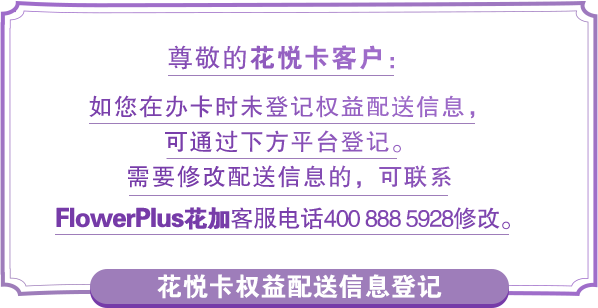 尊敬的花悦卡客户：
如您在办卡时未登记权益配送信息，
可通过下方平台登记。
需要修改配送信息的，可联系
FlowerPlus花加客服电话400 888 5928修改。
花悦卡权益配送信息登记